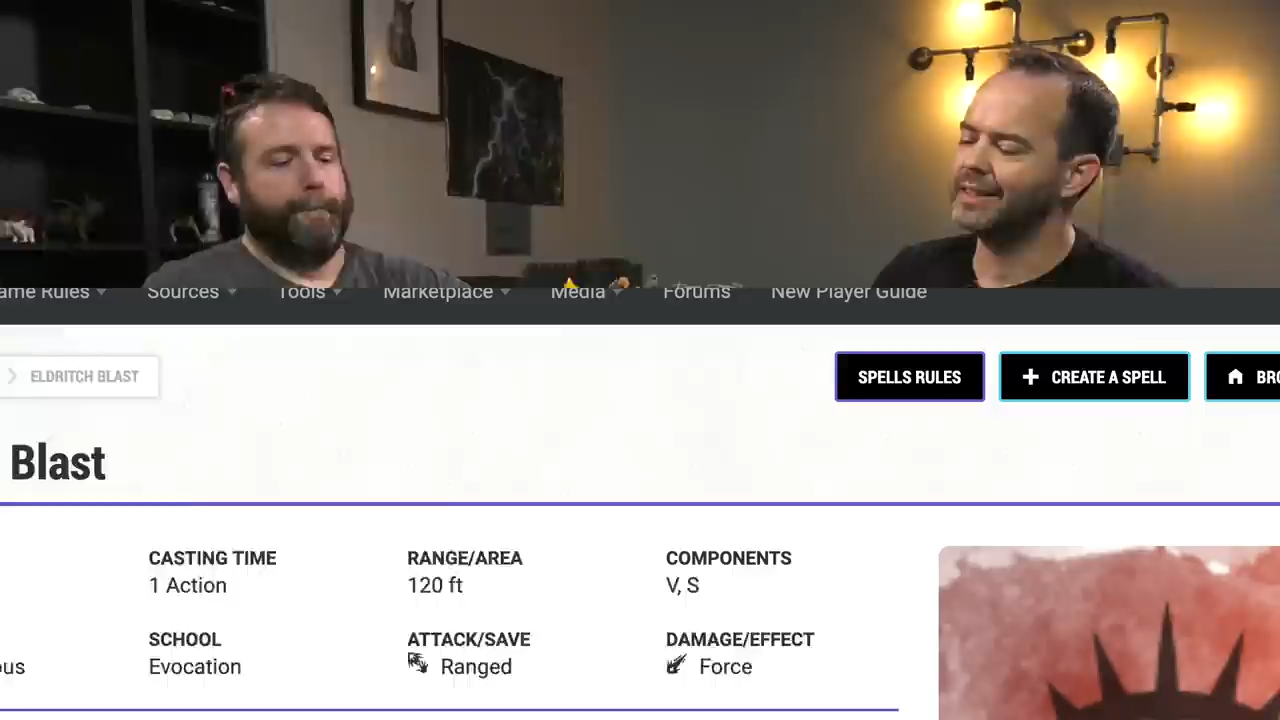 ame Rules Sources Tools Marketplace Media Forums New Player Guide
ELDRITCH BLAST SPELLS RULES CREATE A SPELL BRO
Blast
CASTING TIME RANGE/AREA COMPONENTS
1 Action 120 ft V, S
SCHOOL ATTACK/SAVE DAMAGE/EFFECT
ous Evocation Ranged Force